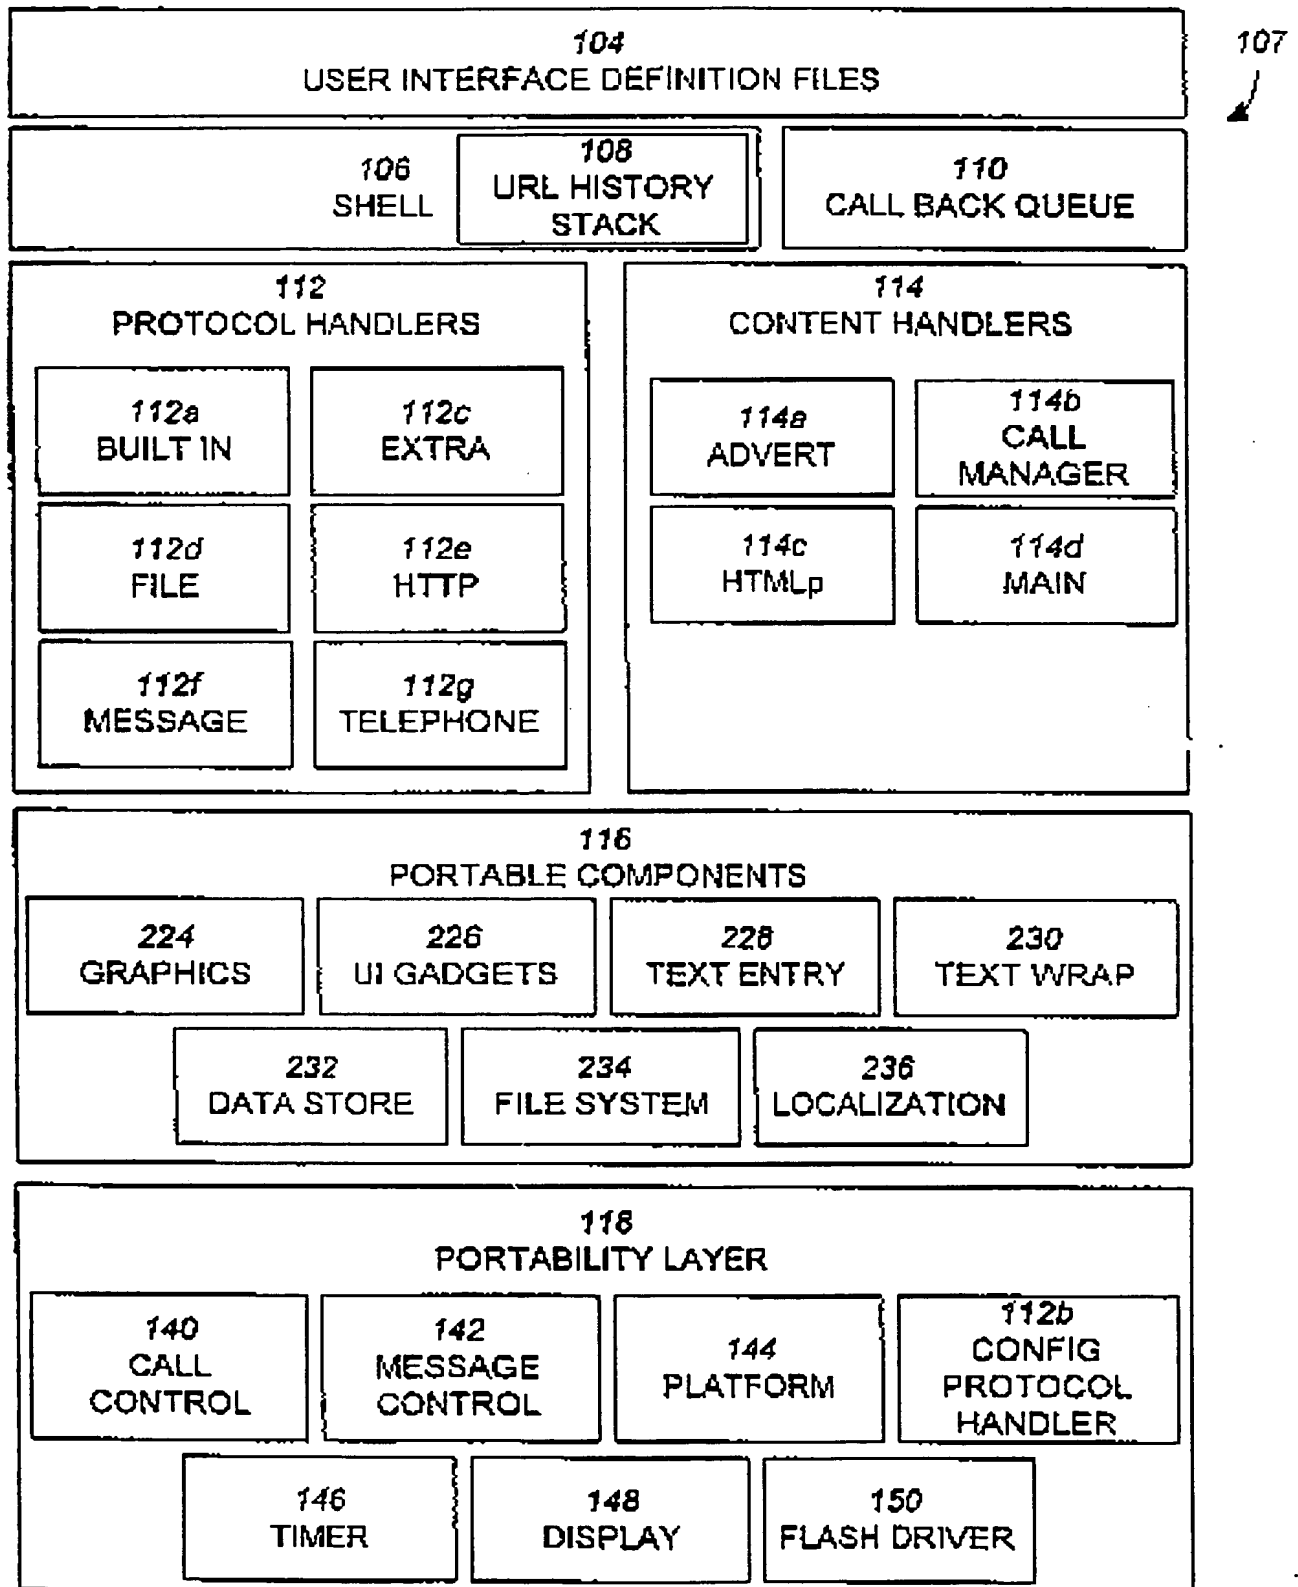 104
USER INTERFACE DEFINITION FILES
107
106
SHELL
108
URL HISTORY
STACK
110
CALL BACK QUEUE
112
PROTOCOL HANDLERS
112a
BUILT IN
112c
EXTRA
112d
FILE
112e
HTTP
112f
MESSAGE
112g
TELEPHONE
114
CONTENT HANDLERS
114a
ADVERT
114b
CALL
MANAGER
114c
HTMLp
114d
MAIN
116
PORTABLE COMPONENTS
224
GRAPHICS
226
UI GADGETS
228
TEXT ENTRY
230
TEXT WRAP
232
DATA STORE
234
FILE SYSTEM
236
LOCALIZATION
118
PORTABILITY LAYER
140
CALL
CONTROL
142
MESSAGE
CONTROL
144
PLATFORM
112b
CONFIG
PROTOCOL
HANDLER
146
TIMER
148
DISPLAY
150
FLASH DRIVER